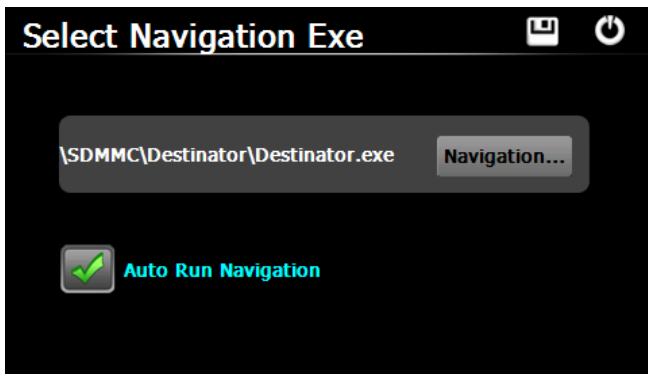 Select Navigation Exe
\SDMMC\Destinator\Destinator.exe
Navigation...
Auto Run Navigation